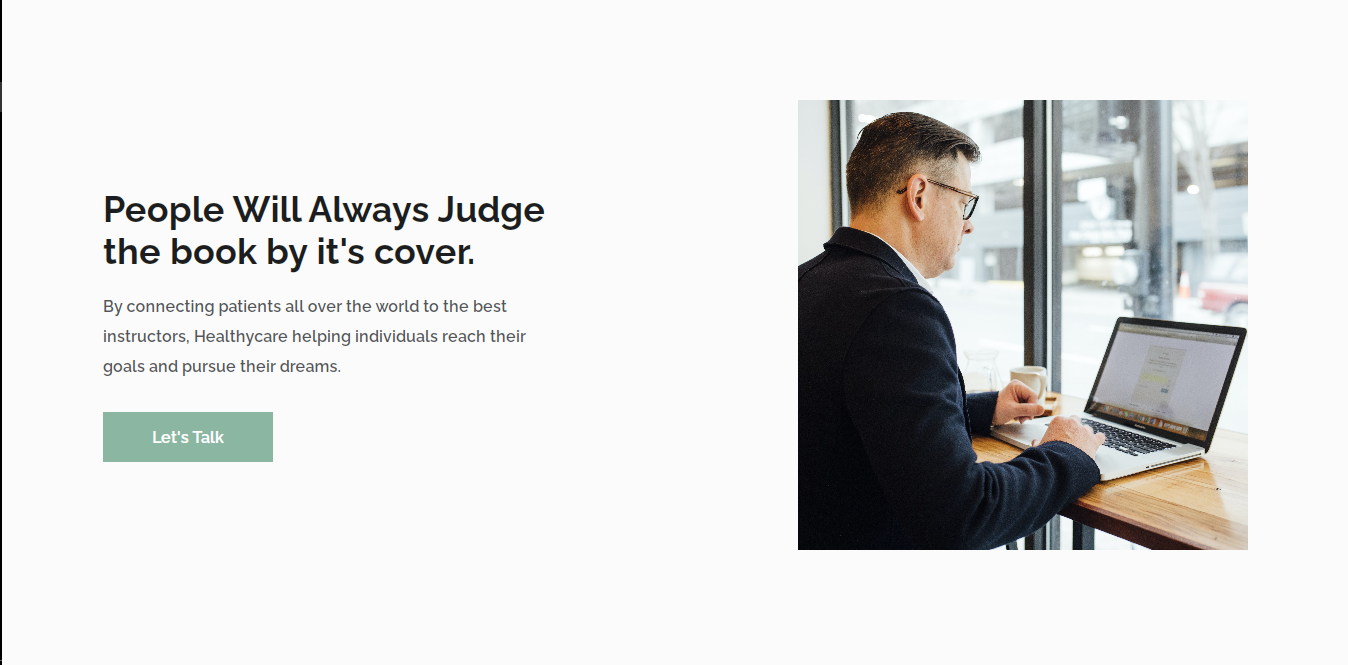 People Will Always Judge
the book by it's cover.
By connecting patients all over the world to the best
instructors, Healthycare helping individuals reach their
goals and pursue their dreams.
Let's Talk